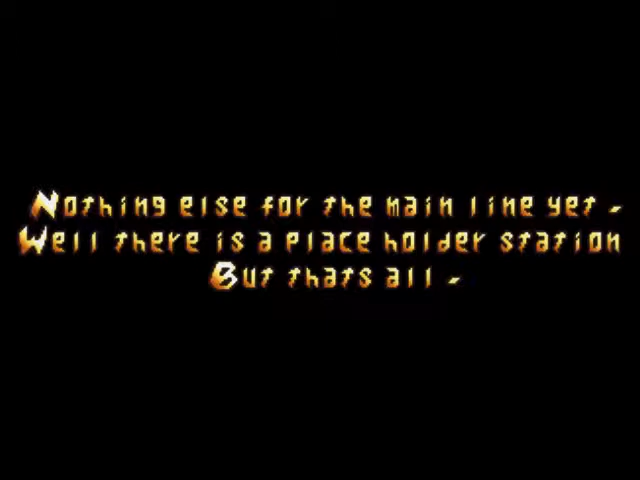 Nothing else for the main line yet -
Well there is a place holder station
But thats all -